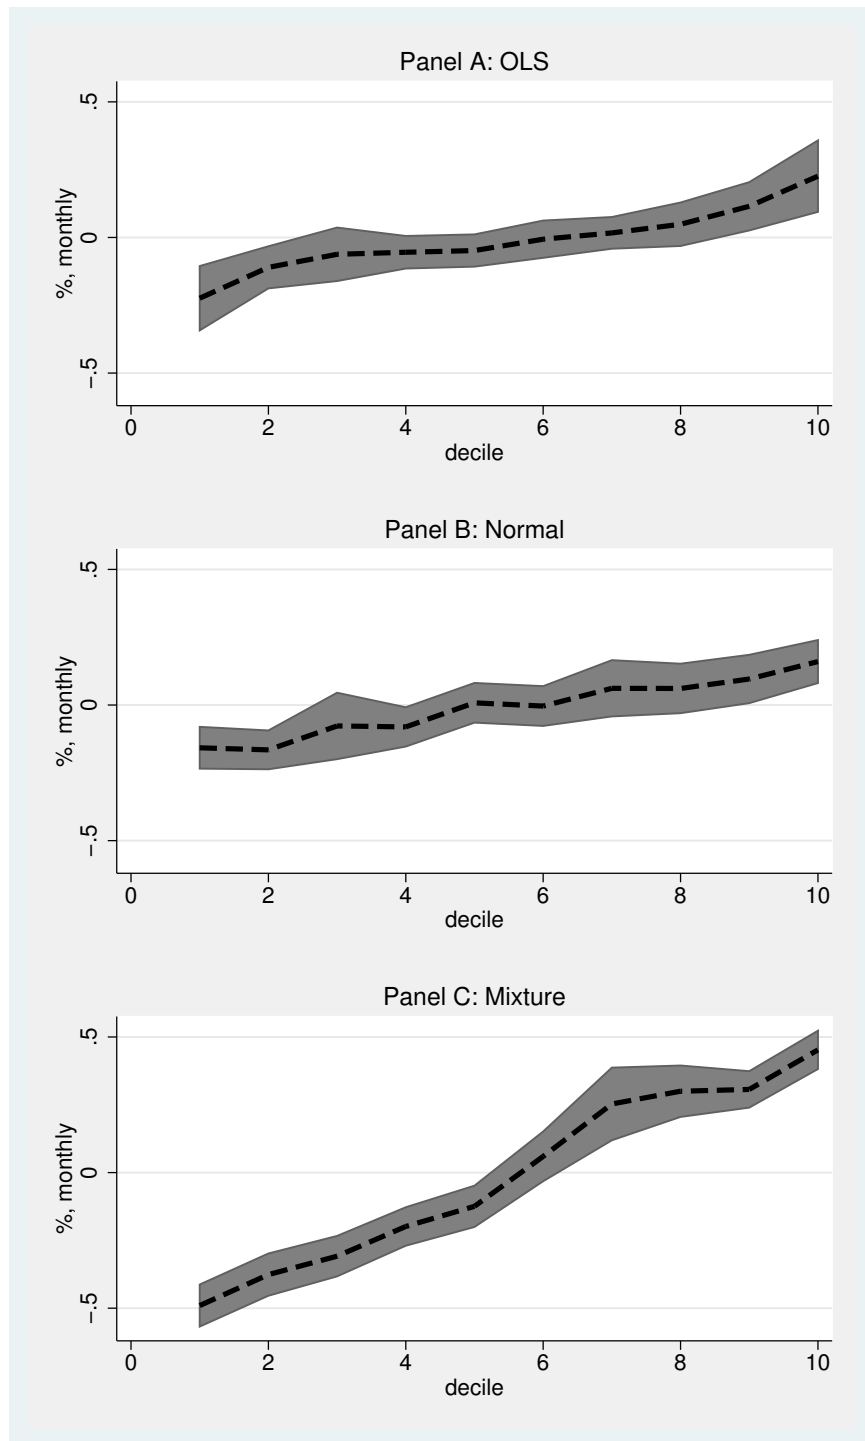 Panel A: OLS
.5
0
−.5
%, monthly
0 2 4 6 8 10
decile
Panel B: Normal
.5
0
−.5
%, monthly
0 2 4 6 8 10
decile
Panel C: Mixture
.5
0
−.5
%, monthly
0 2 4 6 8 10
decile